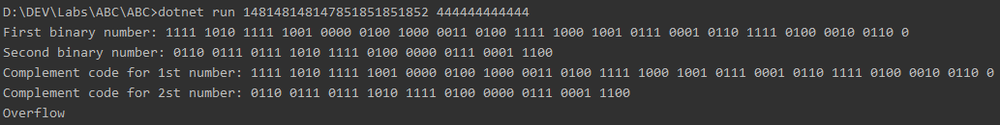 D:\DEV\Labs\ABC\ABC>dotnet run 148148148147851851851852 444444444444
First binary number: 1111 1010 1111 1001 0000 0100 1000 0011 0100 1111 1000 1001 0111 0001 0110 1111 0100 0010 0110 0
Second binary number: 0110 0111 0111 1010 1111 0100 0000 0111 0001 1100
Complement code for 1st number: 1111 1010 1111 1001 0000 0100 1000 0011 0100 1111 1000 1001 0111 0001 0110 1111 0100 0010 0110 0
Complement code for 2st number: 0110 0111 0111 1010 1111 0100 0000 0111 0001 1100
Overflow